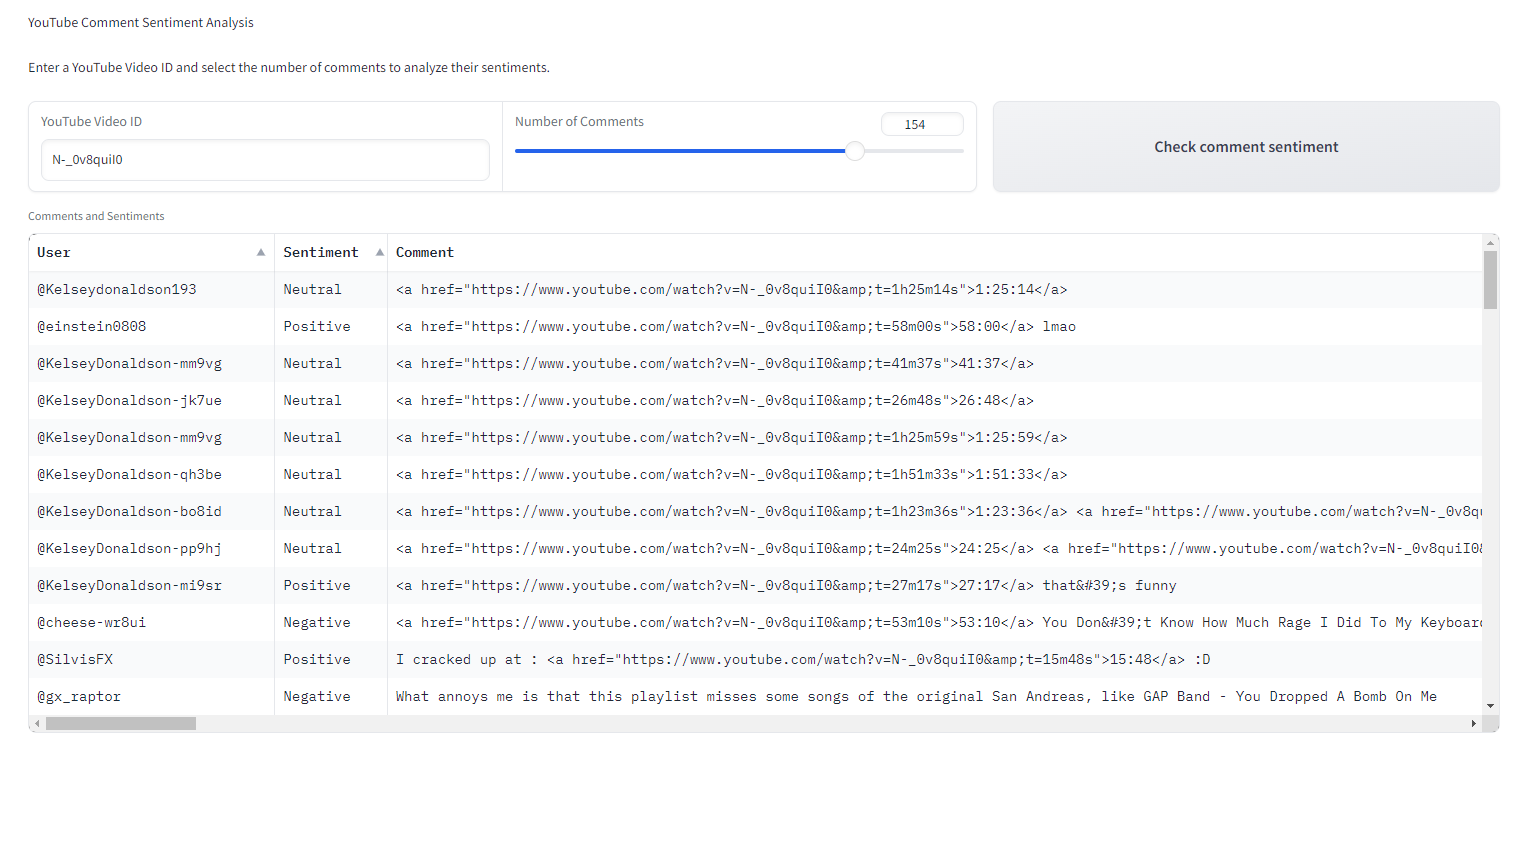 YouTube Comment Sentiment Analysis
Enter a YouTube Video ID and select the number of comments to analyze their sentiments.
YouTube Video ID
N-_0v8quiI0
Number of Comments
154
Check comment sentiment
Comments and Sentiments
User Sentiment Comment
@Kelseydonaldson193 Neutral <a href="https://www.youtube.com/watch?v=N-_0v8quiI0&amp;t=1h25m14s">1:25:14</a>
@einstein0808 Positive <a href="https://www.youtube.com/watch?v=N-_0v8quiI0&amp;t=58m00s">58:00</a> lmao
@KelseyDonaldson-mm9vg Neutral <a href="https://www.youtube.com/watch?v=N-_0v8quiI0&amp;t=41m37s">41:37</a>
@KelseyDonaldson-jk7ue Neutral <a href="https://www.youtube.com/watch?v=N-_0v8quiI0&amp;t=26m48s">26:48</a>
@KelseyDonaldson-mm9vg Neutral <a href="https://www.youtube.com/watch?v=N-_0v8quiI0&amp;t=1h25m59s">1:25:59</a>
@KelseyDonaldson-qh3be Neutral <a href="https://www.youtube.com/watch?v=N-_0v8quiI0&amp;t=1h51m33s">1:51:33</a>
@KelseyDonaldson-bo8id Neutral <a href="https://www.youtube.com/watch?v=N-_0v8quiI0&amp;t=1h23m36s">1:23:36</a> <a href="https://www.youtube.com/watch?v=N-_0v8qu
@KelseyDonaldson-pp9hj Neutral <a href="https://www.youtube.com/watch?v=N-_0v8quiI0&amp;t=24m25s">24:25</a> <a href="https://www.youtube.com/watch?v=N-_0v8quiI0&
@KelseyDonaldson-mi9sr Positive <a href="https://www.youtube.com/watch?v=N-_0v8quiI0&amp;t=27m17s">27:17</a> that&#39;s funny
@cheese-wr8ui Negative <a href="https://www.youtube.com/watch?v=N-_0v8quiI0&amp;t=53m10s">53:10</a> You Don&#39;t Know How Much Rage I Did To My Keyboard
@SilvisFX Positive I cracked up at : <a href="https://www.youtube.com/watch?v=N-_0v8quiI0&amp;t=15m48s">15:48</a> :D
@gx_raptor Negative What annoys me is that this playlist misses some songs of the original San Andreas, like GAP Band - You Dropped A Bomb On Me